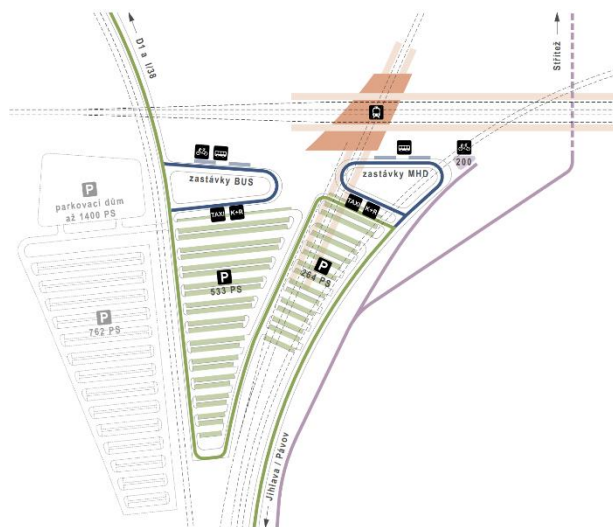 D1 a I/38
Střítež
zastávky BUS
zastávky MHD
200
P
parkovací dům
až 1400 PS
TAXI K+R
TAXI K+R
P
533 PS
P
264 PS
P
762 PS
Jihlava / Pávov